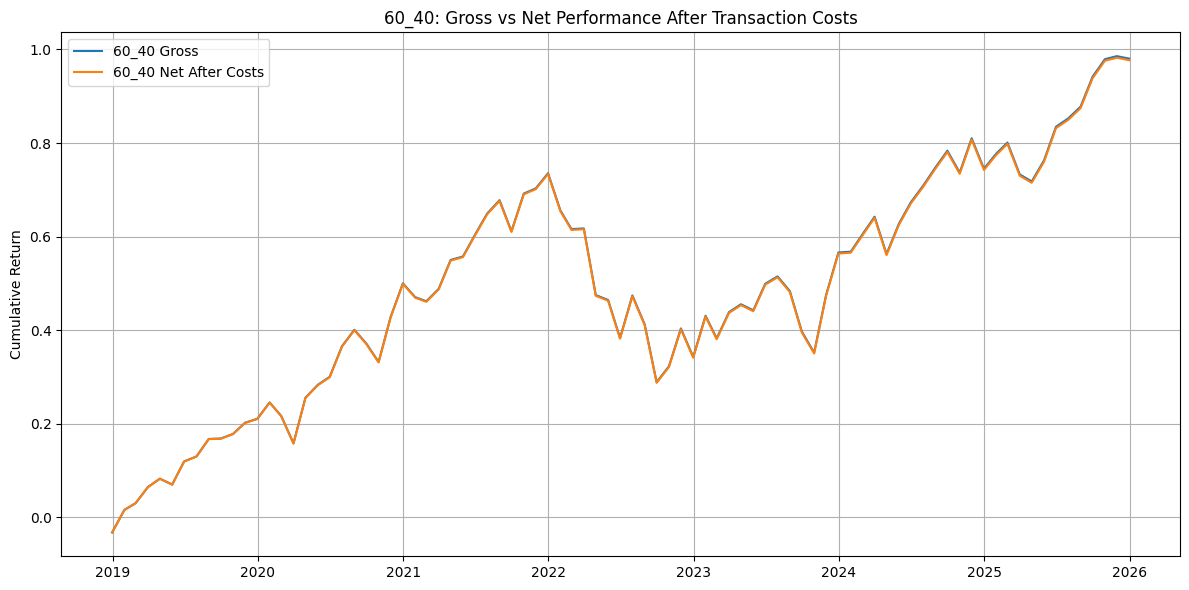 60_40: Gross vs Net Performance After Transaction Costs
60_40 Gross
60_40 Net After Costs
Cumulative Return
1.0
0.8
0.6
0.4
0.2
0.0
2019 2020 2021 2022 2023 2024 2025 2026